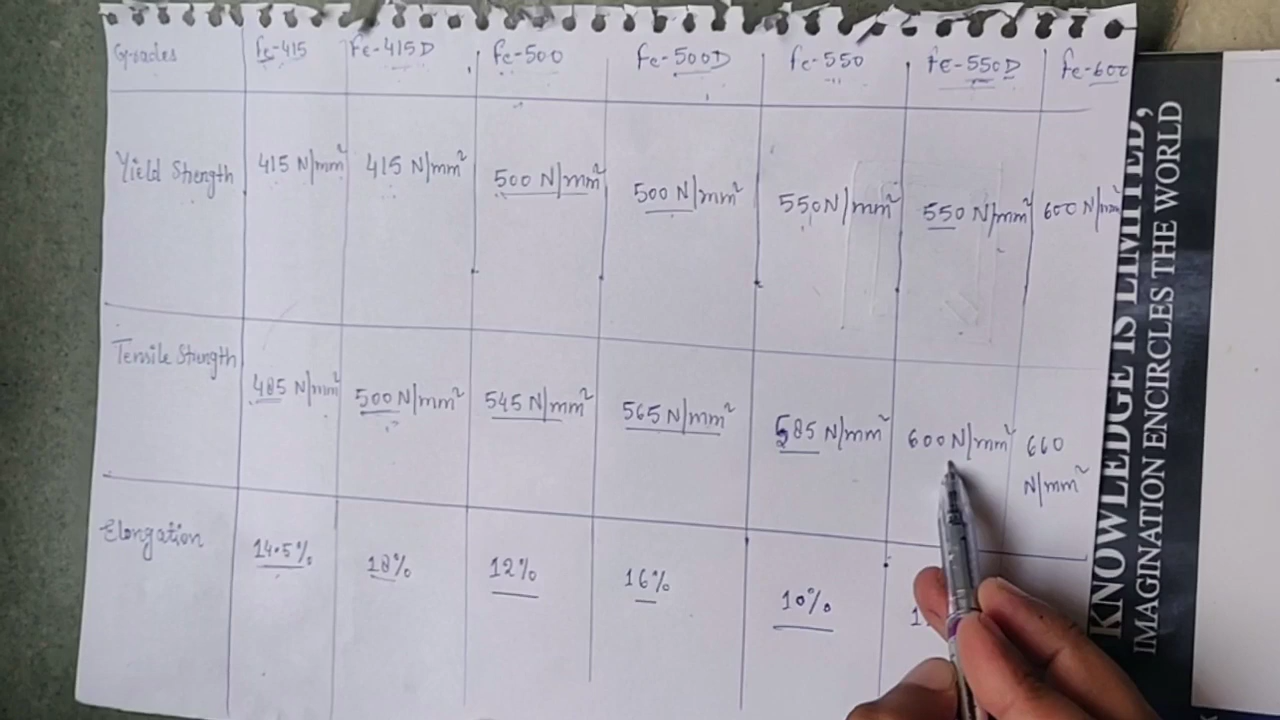 Grades Fe-415 Fe-415D Fe-500 Fe-500D Fe-550 Fe-550D Fe-600
Yield Strength 415 N/mm² 415 N/mm² 500 N/mm² 500 N/mm² 550N/mm² 550 N/mm² 600 N/mm²
Tensile Strength 485 N/mm² 500 N/mm² 545 N/mm² 565 N/mm² 585 N/mm² 600N/mm² 660
N/mm²
Elongation 14.5% 18% 12% 16% 10%
KNOWLEDGE IS LIMITED,
IMAGINATION ENCIRCLES THE WORLD